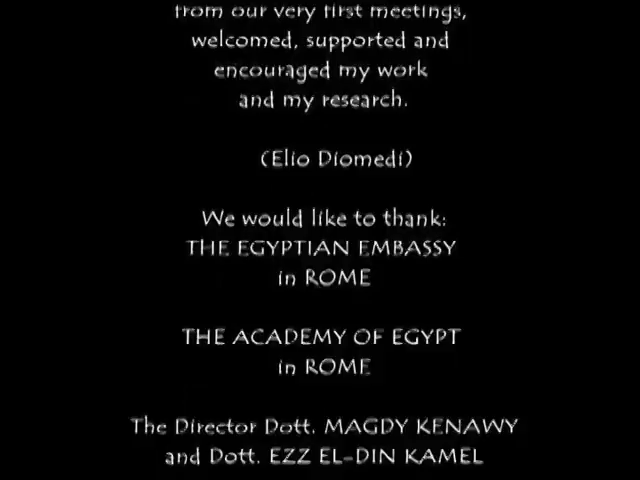 from our very first meetings,
welcomed, supported and
encouraged my work
and my research.
(Elio Diomedi)
We would like to thank:
THE EGYPTIAN EMBASSY
in ROME
THE ACADEMY OF EGYPT
in ROME
The Director Dott. MAGDY KENAWY
and Dott. EZZ EL-DIN KAMEL